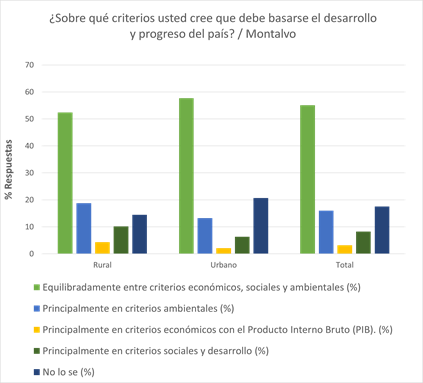 ¿Sobre qué criterios usted cree que debe basarse el desarrollo
y progreso del país? / Montalvo
% Respuestas
70
60
50
40
30
20
10
0
Rural
Urbano
Total
Equilibradamente entre criterios económicos, sociales y ambientales (%)
Principalmente en criterios ambientales (%)
Principalmente en criterios económicos con el Producto Interno Bruto (PIB). (%)
Principalmente en criterios sociales y desarrollo (%)
No lo se (%)